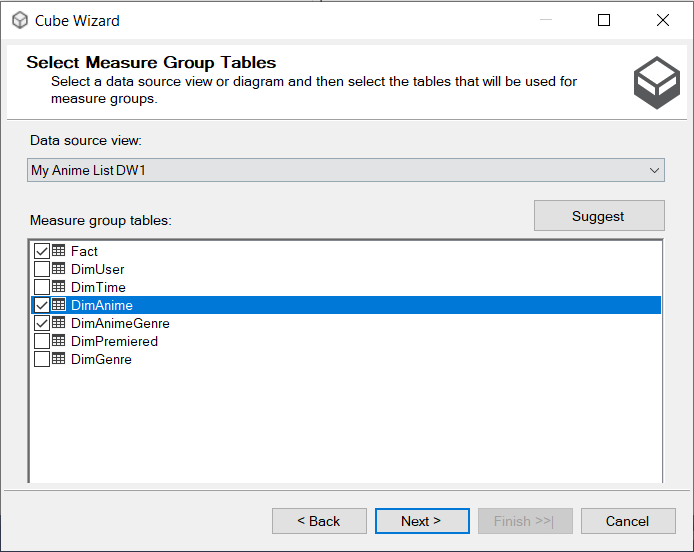 Cube Wizard
Select Measure Group Tables
Select a data source view or diagram and then select the tables that will be used for
measure groups.
Data source view:
My Anime List DW1
Measure group tables:
Suggest
Fact
DimUser
DimTime
DimAnime
DimAnimeGenre
DimPremiered
DimGenre
< Back
Next >
Finish >>|
Cancel